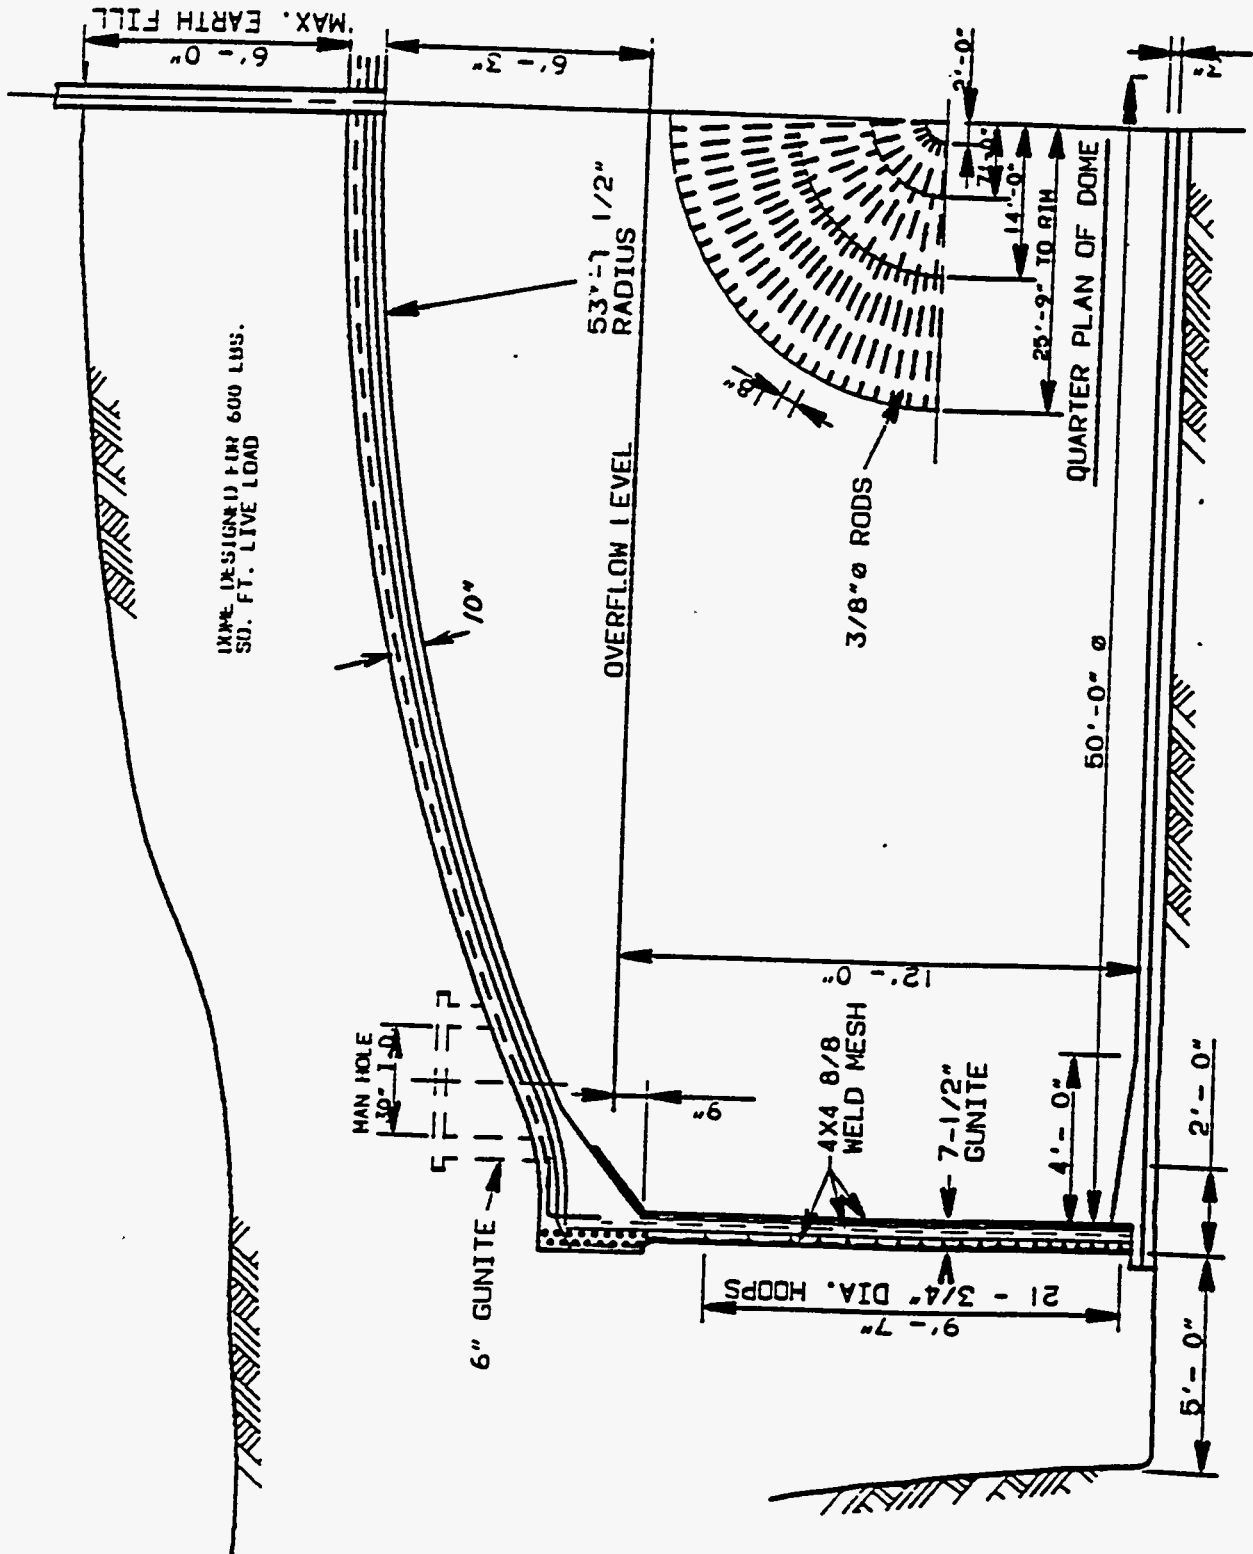 6'- 0"
MAX. EARTH FILL
6'- 3"
DOME DESIGNED FOR 600 LBS.
SQ. FT. LIVE LOAD
53'-7 1/2"
RADIUS
10"
OVERFLOW LEVEL
MAN HOLE
30" I.D.
6" GUNITE
9"
12'- 0"
4X4 8/8
WELD MESH
7-1/2"
GUNITE
21 - 3/4" DIA. HOOPS
9'- 7"
4'- 0"
50'-0" ø
2'- 0"
5'- 0"
3/8"ø RODS
8"
2'-0"
14'-0"
25'-9" TO RIM
QUARTER PLAN OF DOME